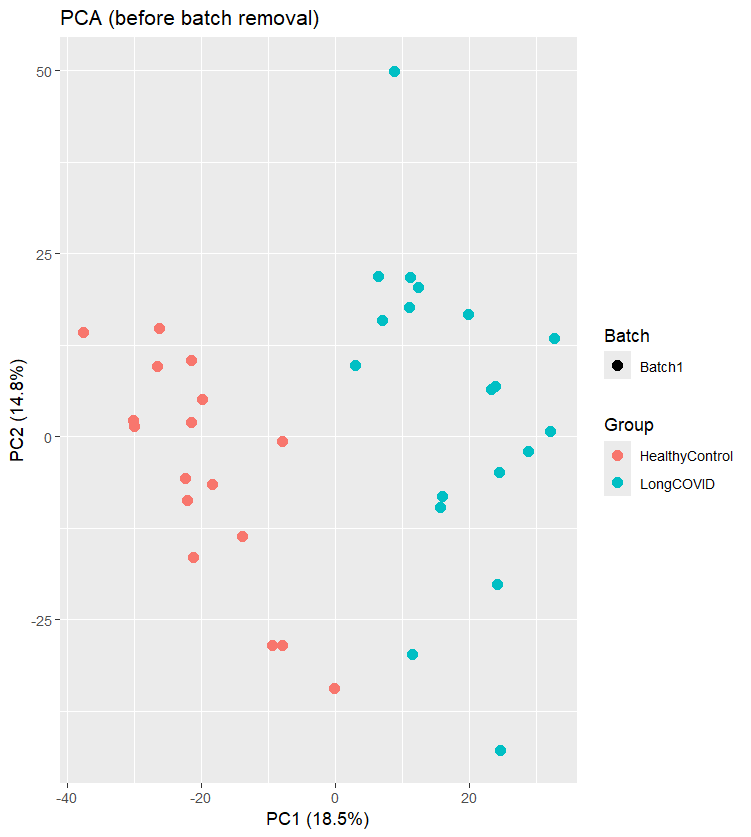 PCA (before batch removal)
50
25
0
-25
-40
-20
0
20
PC1 (18.5%)
PC2 (14.8%)
Batch
Batch1
Group
HealthyControl
LongCOVID